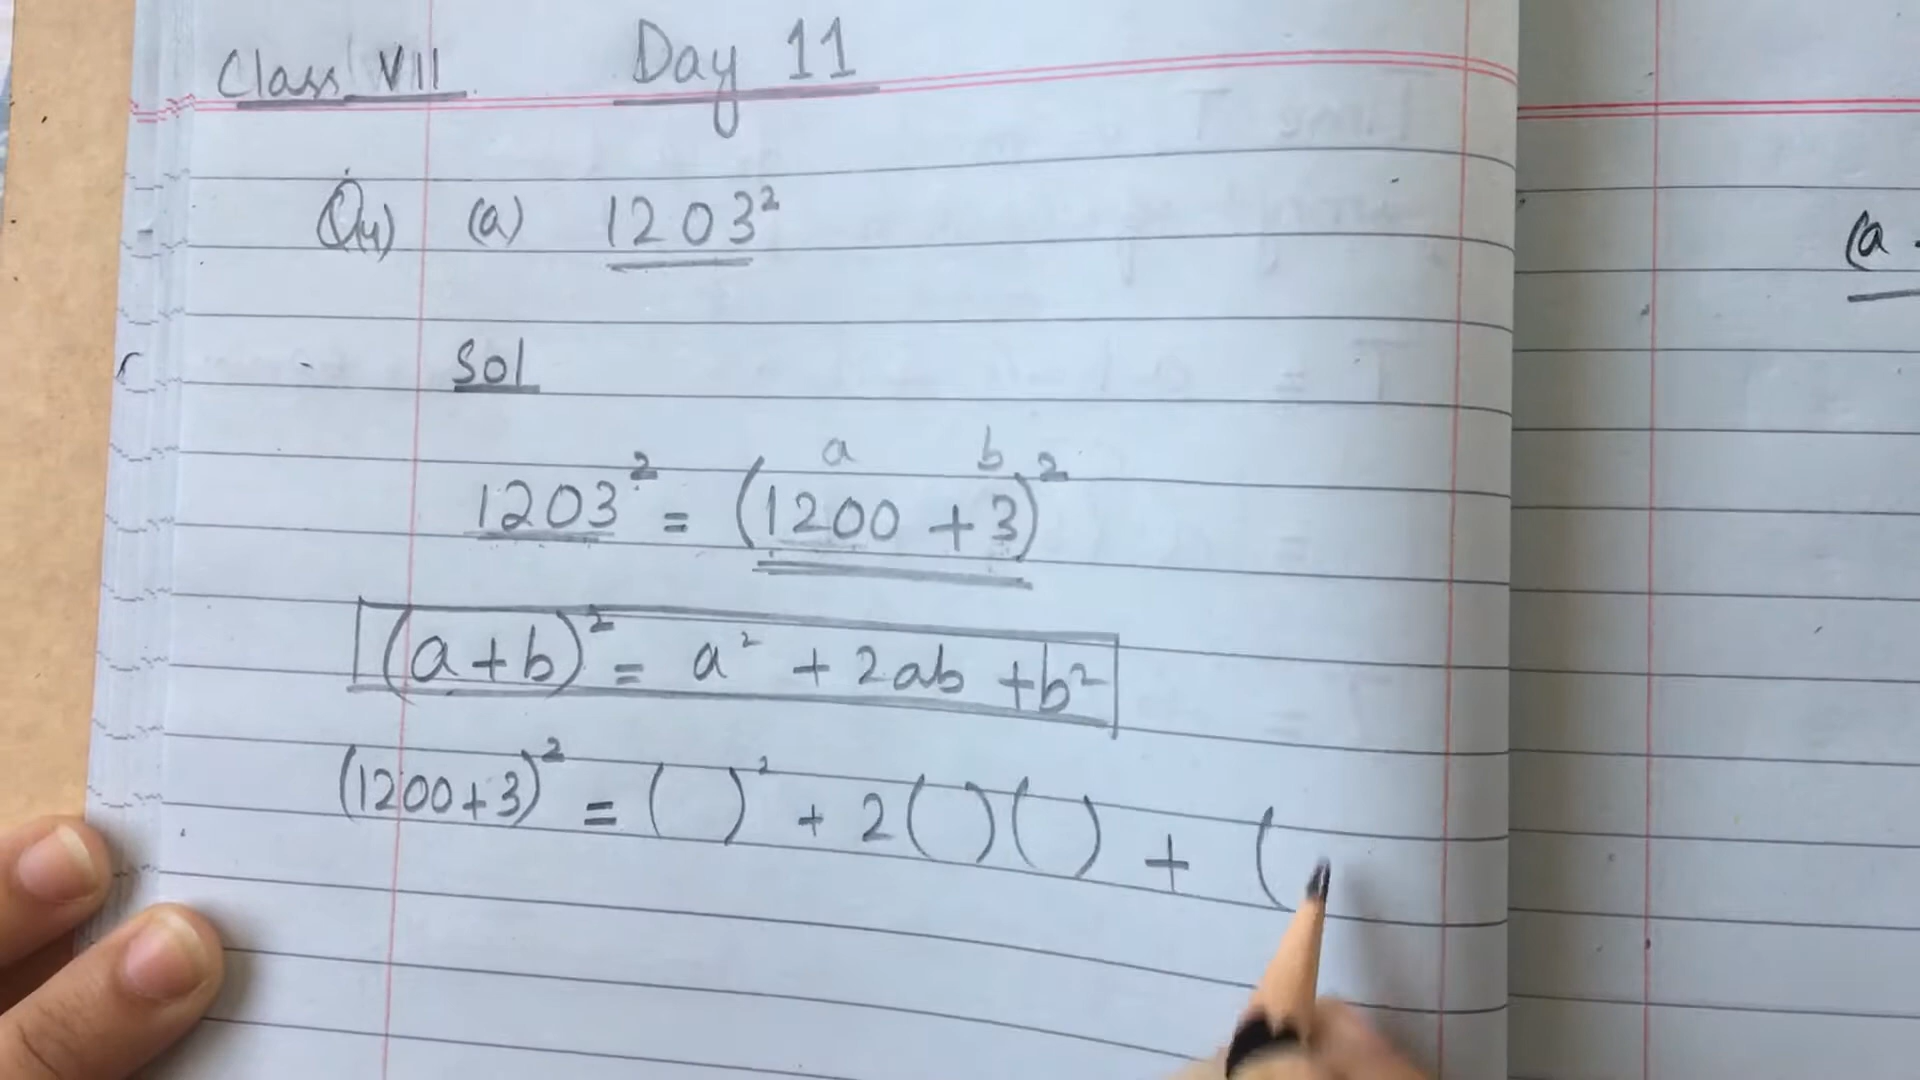 Class VII Day 11
Q4) (a) 1203²
Sol
a b
1203² = (1200 + 3)²
(a+b)² = a² + 2ab + b²
(1200+3)² = ( )² + 2( )( ) + (
(a